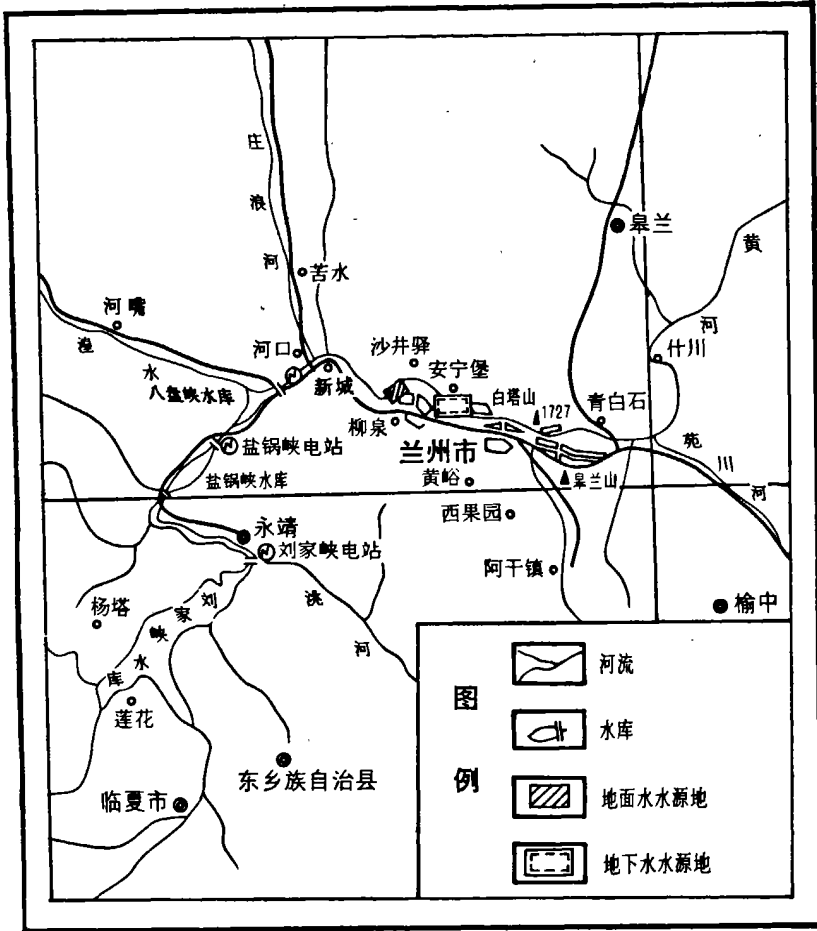 庄浪河
皋兰
黄河
苦水
河嘴
湟水
河口
沙井驿
什川
安宁堡
新城
八盘峡水库
白塔山
1727
青白石
柳泉
兰州市
苑川河
盐锅峡电站
盐锅峡水库
黄峪
皋兰山
西果园
永靖
刘家峡电站
阿干镇
杨塔
刘家峡水库
洮河
榆中
莲花
东乡族自治县
临夏市
图例
河流
水库
地面水水源地
地下水水源地